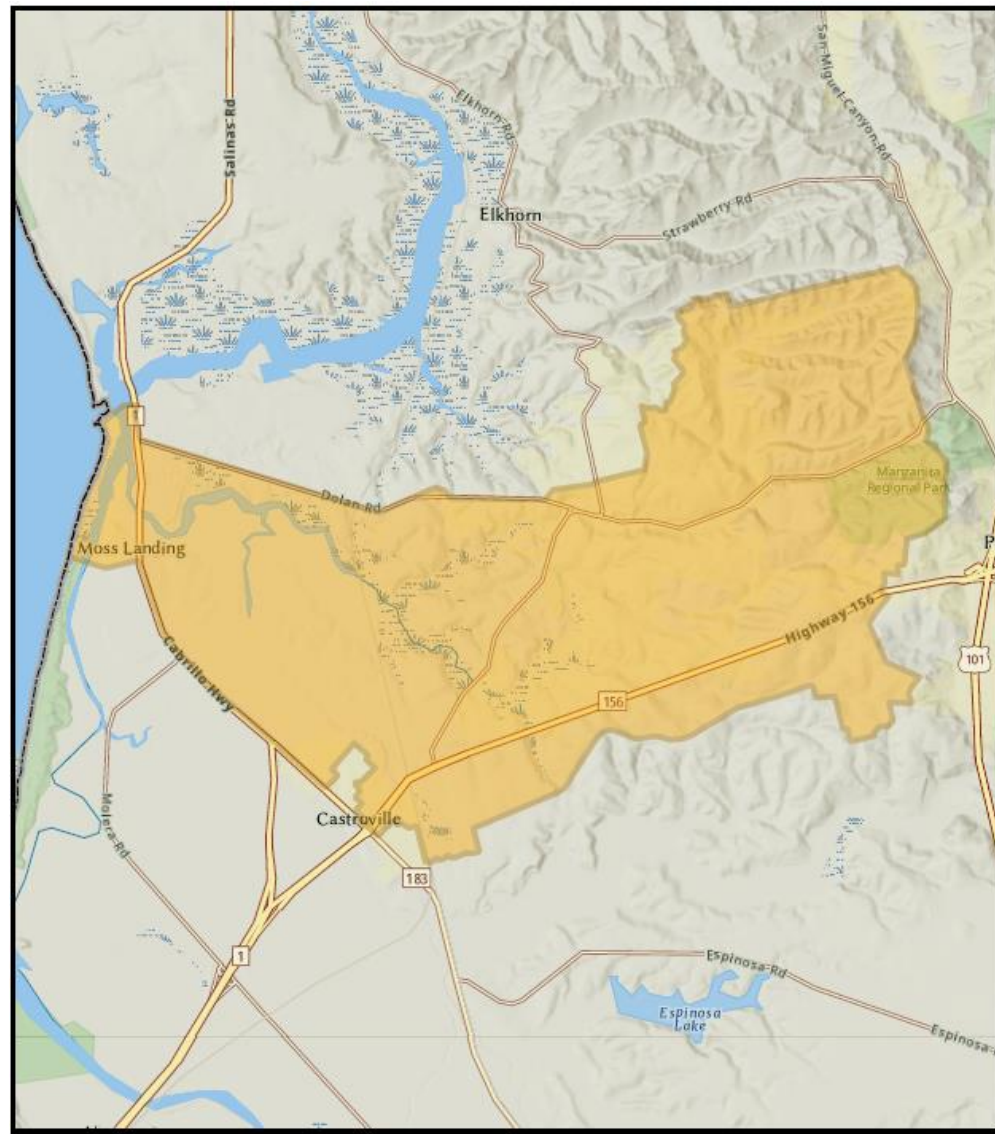 Salinas Rd
San Miguel Canyon Rd
Elkhorn Rd
Elkhorn
Strawberry Rd
1
Dolan Rd
Manzanita
Regional Park
Moss Landing
P
Highway 156
101
Cabrillo Hwy
156
Castroville
Molera Rd
183
1
Espinosa Rd
Espinosa
Lake
Espinosa